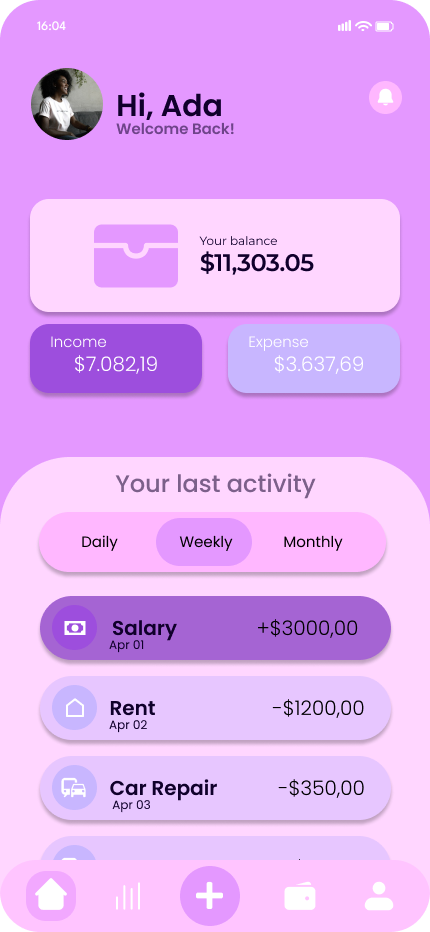 16:04
Hi, Ada
Welcome Back!
Your balance
$11,303.05
Income
$7.082,19
Expense
$3.637,69
Your last activity
Daily Weekly Monthly
Salary +$3000,00
Apr 01
Rent -$1200,00
Apr 02
Car Repair -$350,00
Apr 03